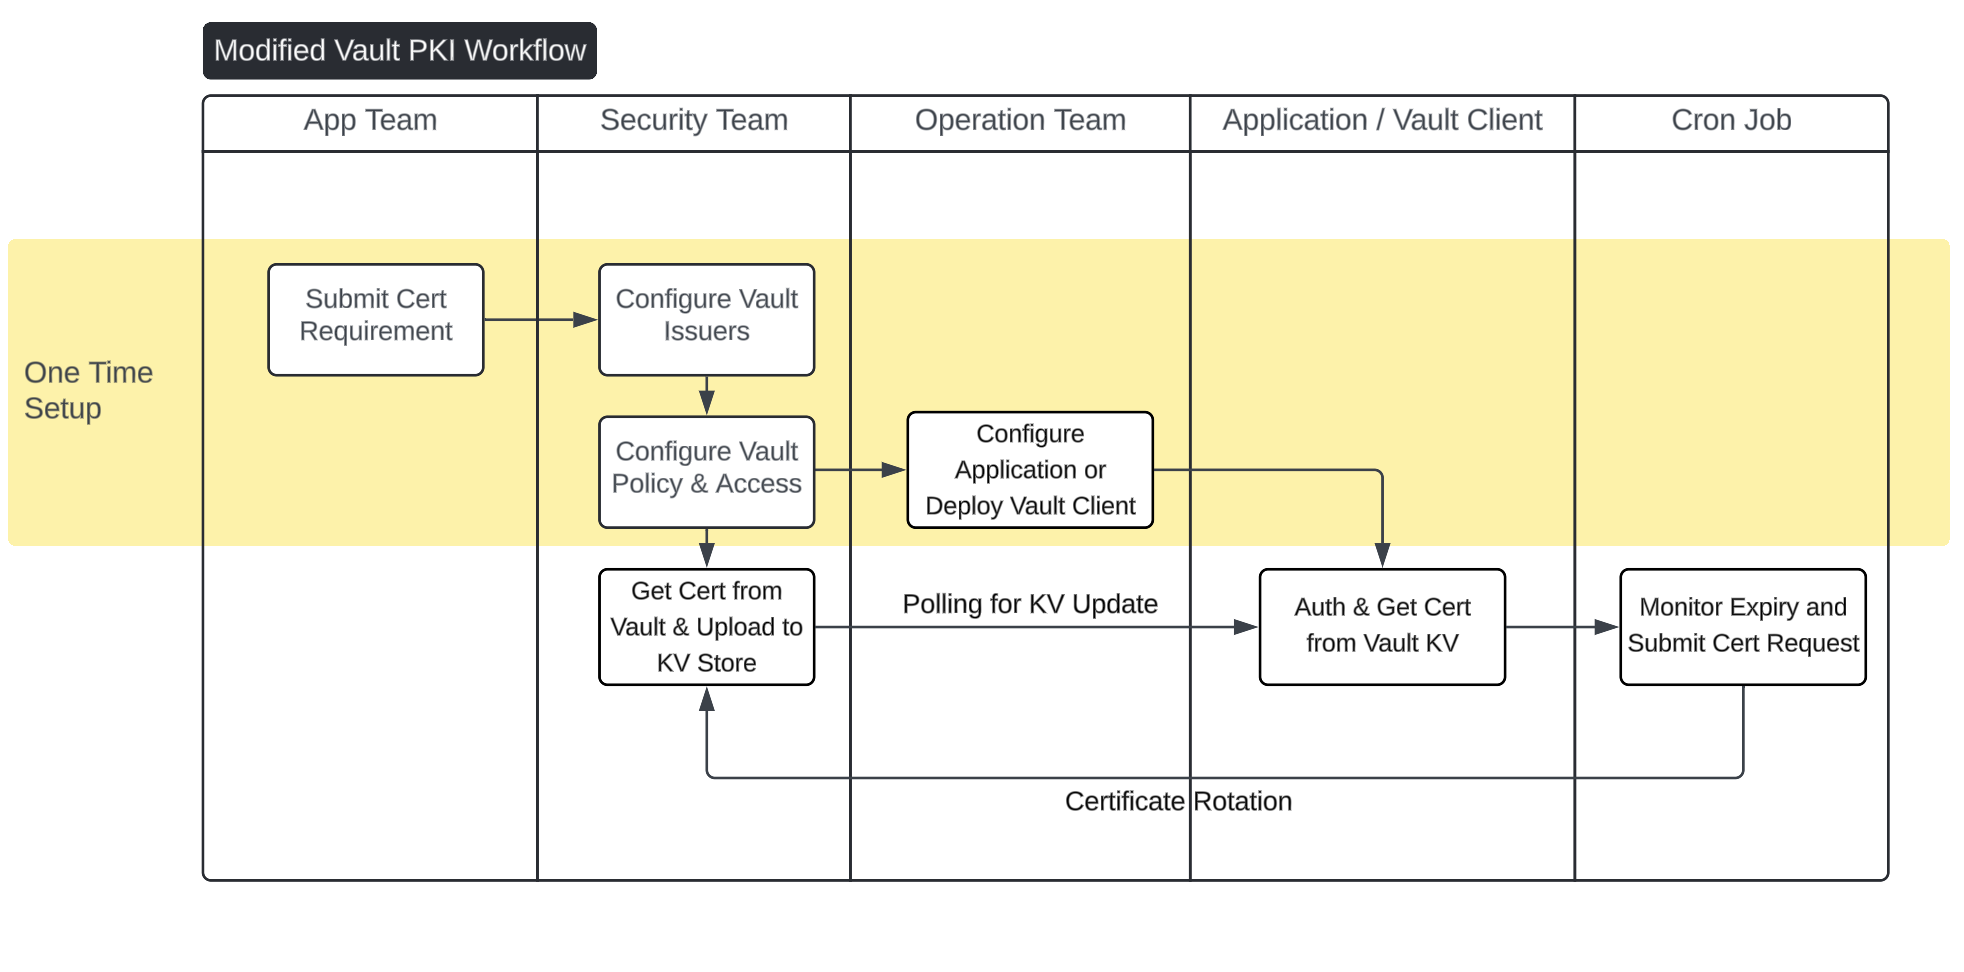 Modified Vault PKI Workflow
App Team
Security Team
Operation Team
Application / Vault Client
Cron Job
One Time
Setup
Submit Cert
Requirement
Configure Vault
Issuers
Configure Vault
Policy & Access
Configure
Application or
Deploy Vault Client
Get Cert from
Vault & Upload to
KV Store
Polling for KV Update
Auth & Get Cert
from Vault KV
Monitor Expiry and
Submit Cert Request
Certificate Rotation